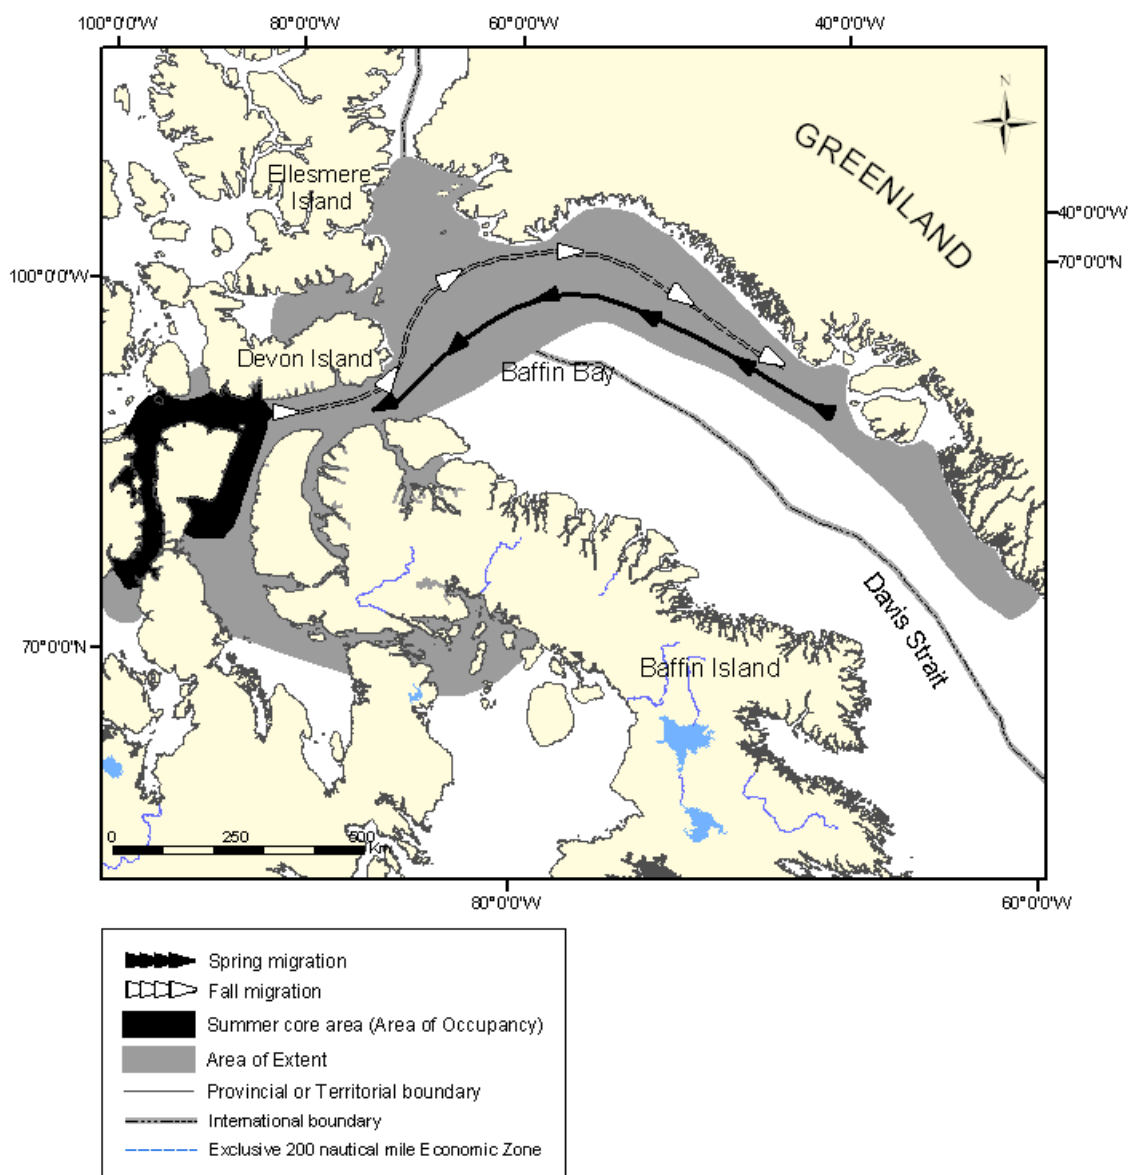 100°0'0"W 80°0'0"W 60°0'0"W 40°0'0"W
N
GREENLAND
Ellesmere
Island
40°0'0"W
70°0'0"N
100°0'0"W
Devon Island
Baffin Bay
Davis Strait
70°0'0"N
Baffin Island
0 250 500
Km
80°0'0"W 60°0'0"W
Spring migration
Fall migration
Summer core area (Area of Occupancy)
Area of Extent
Provincial or Territorial boundary
International boundary
Exclusive 200 nautical mile Economic Zone